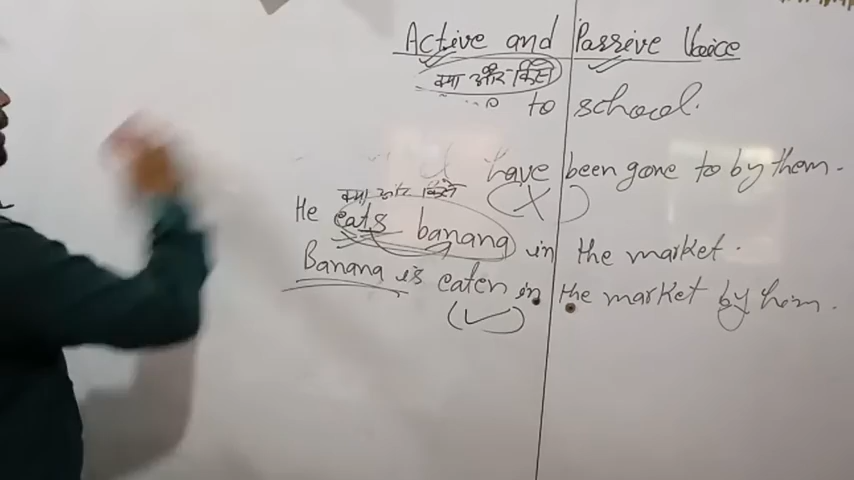 Active and Passive Voice
क्या और किसे
to school.
have been gone to by them.
(X)
क्या और किसे
He eats banana in the market.
Banana is eaten in the market by them.
(✓)